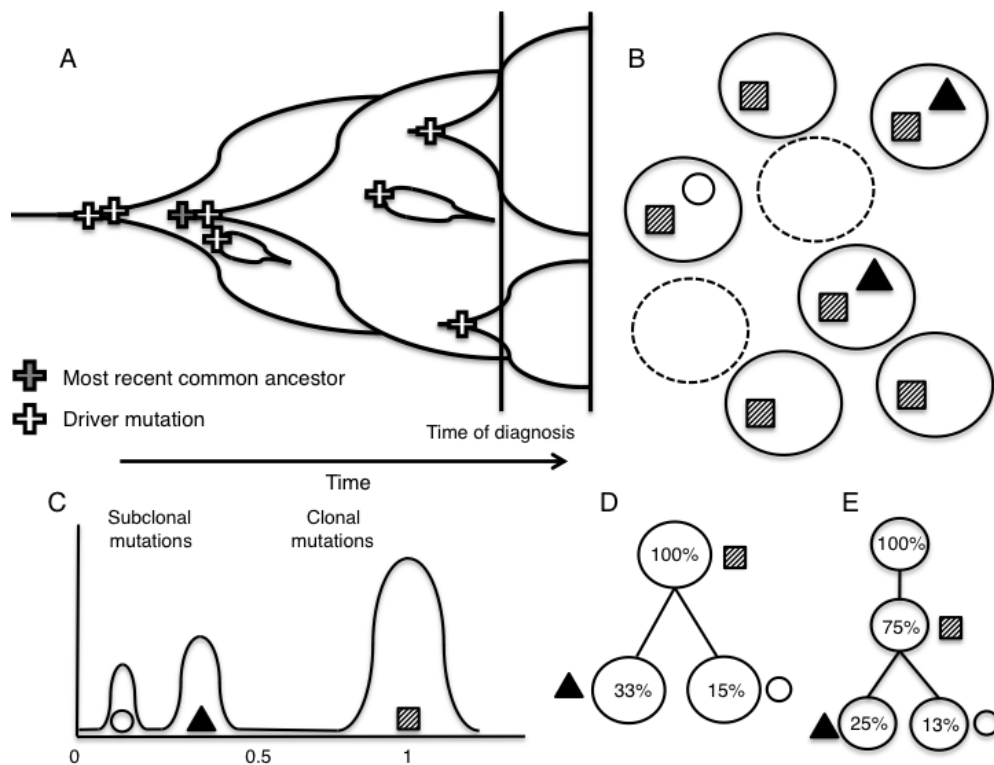 A
B
Most recent common ancestor
Driver mutation
Time of diagnosis
Time
C
Subclonal
mutations
Clonal
mutations
0
0.5
1
D
100%
33%
15%
E
100%
75%
25%
13%